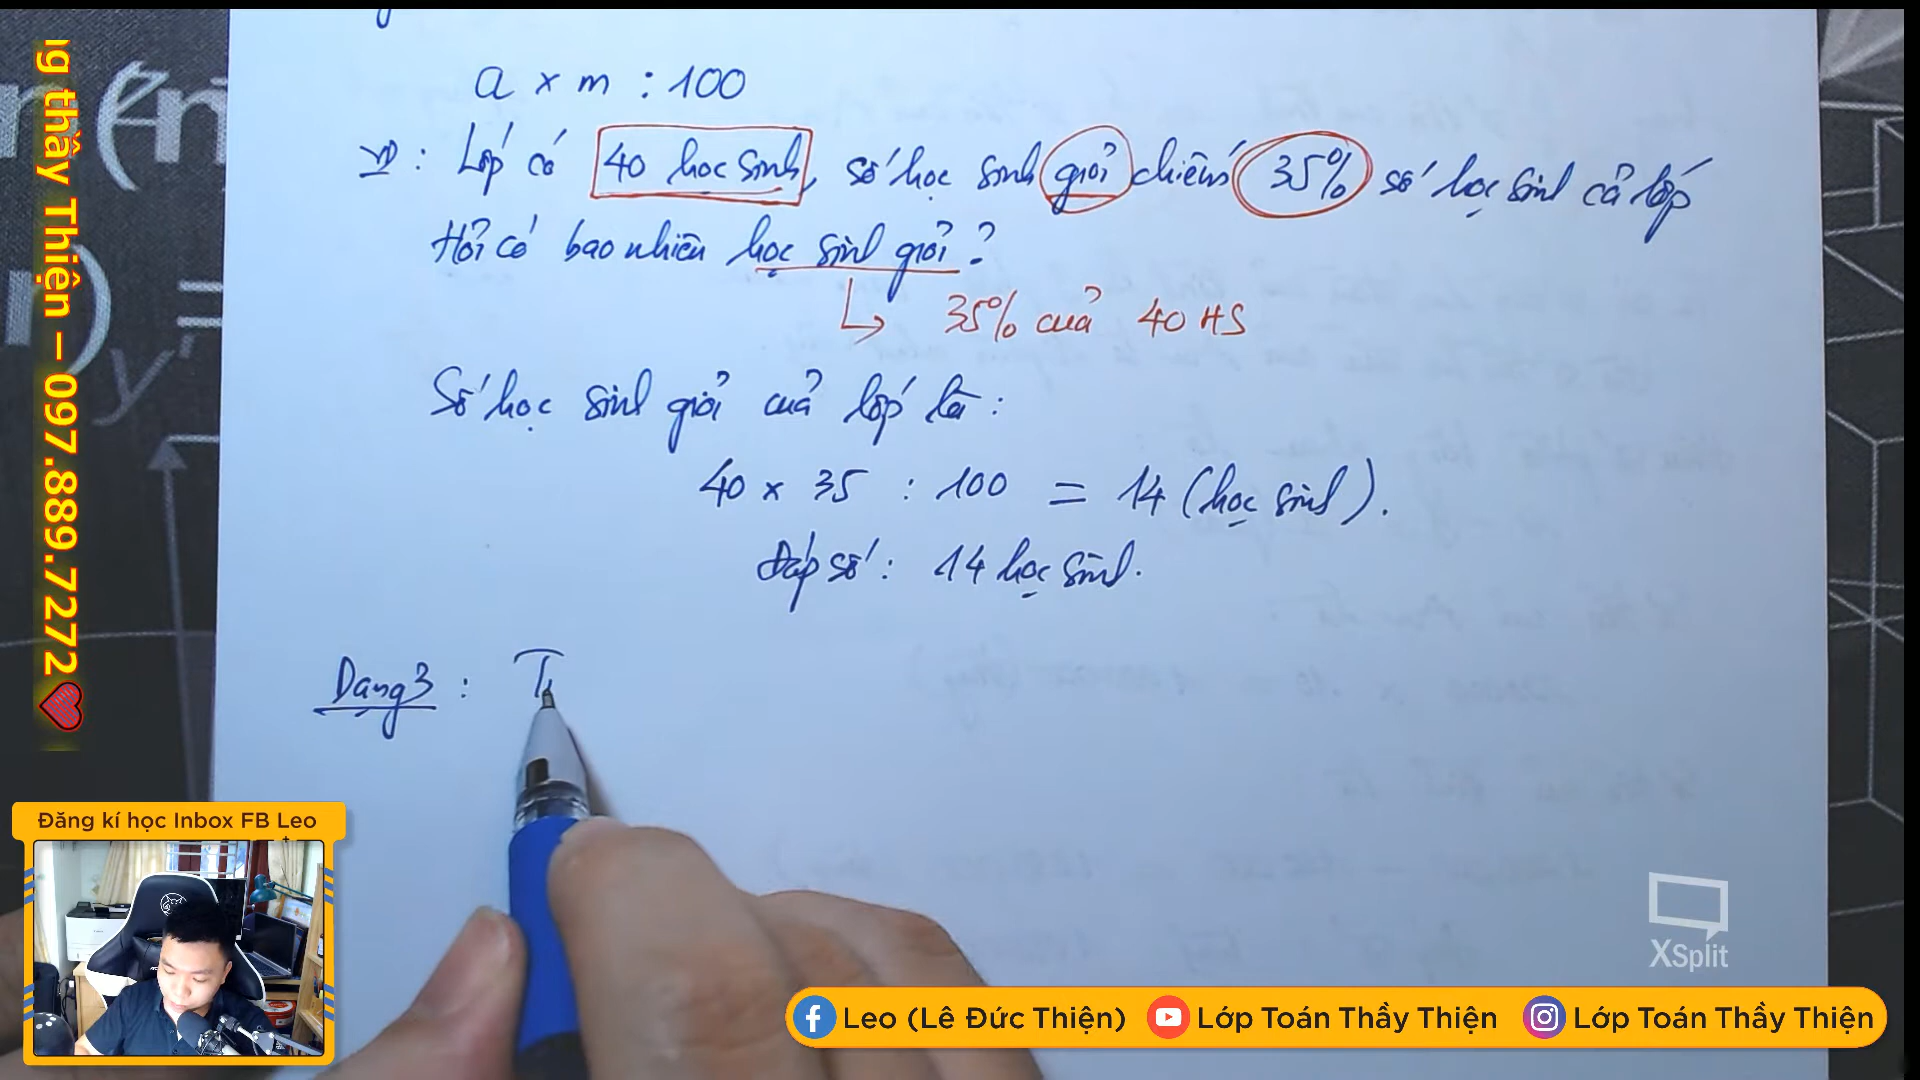 a x m : 100
VD : Lớp có 40 học sinh, số học sinh giỏi chiếm 35% số học sinh cả lớp
Hỏi có bao nhiêu học sinh giỏi ?
35% của 40 HS
Số học sinh giỏi của lớp là :
40 x 35 : 100 = 14 (học sinh).
Đáp số : 14 học sinh.
Dạng 3 : T
g thầy Thiện – 097.889.7272
Đăng kí học Inbox FB Leo
XSplit
Leo (Lê Đức Thiện) Lớp Toán Thầy Thiện Lớp Toán Thầy Thiện